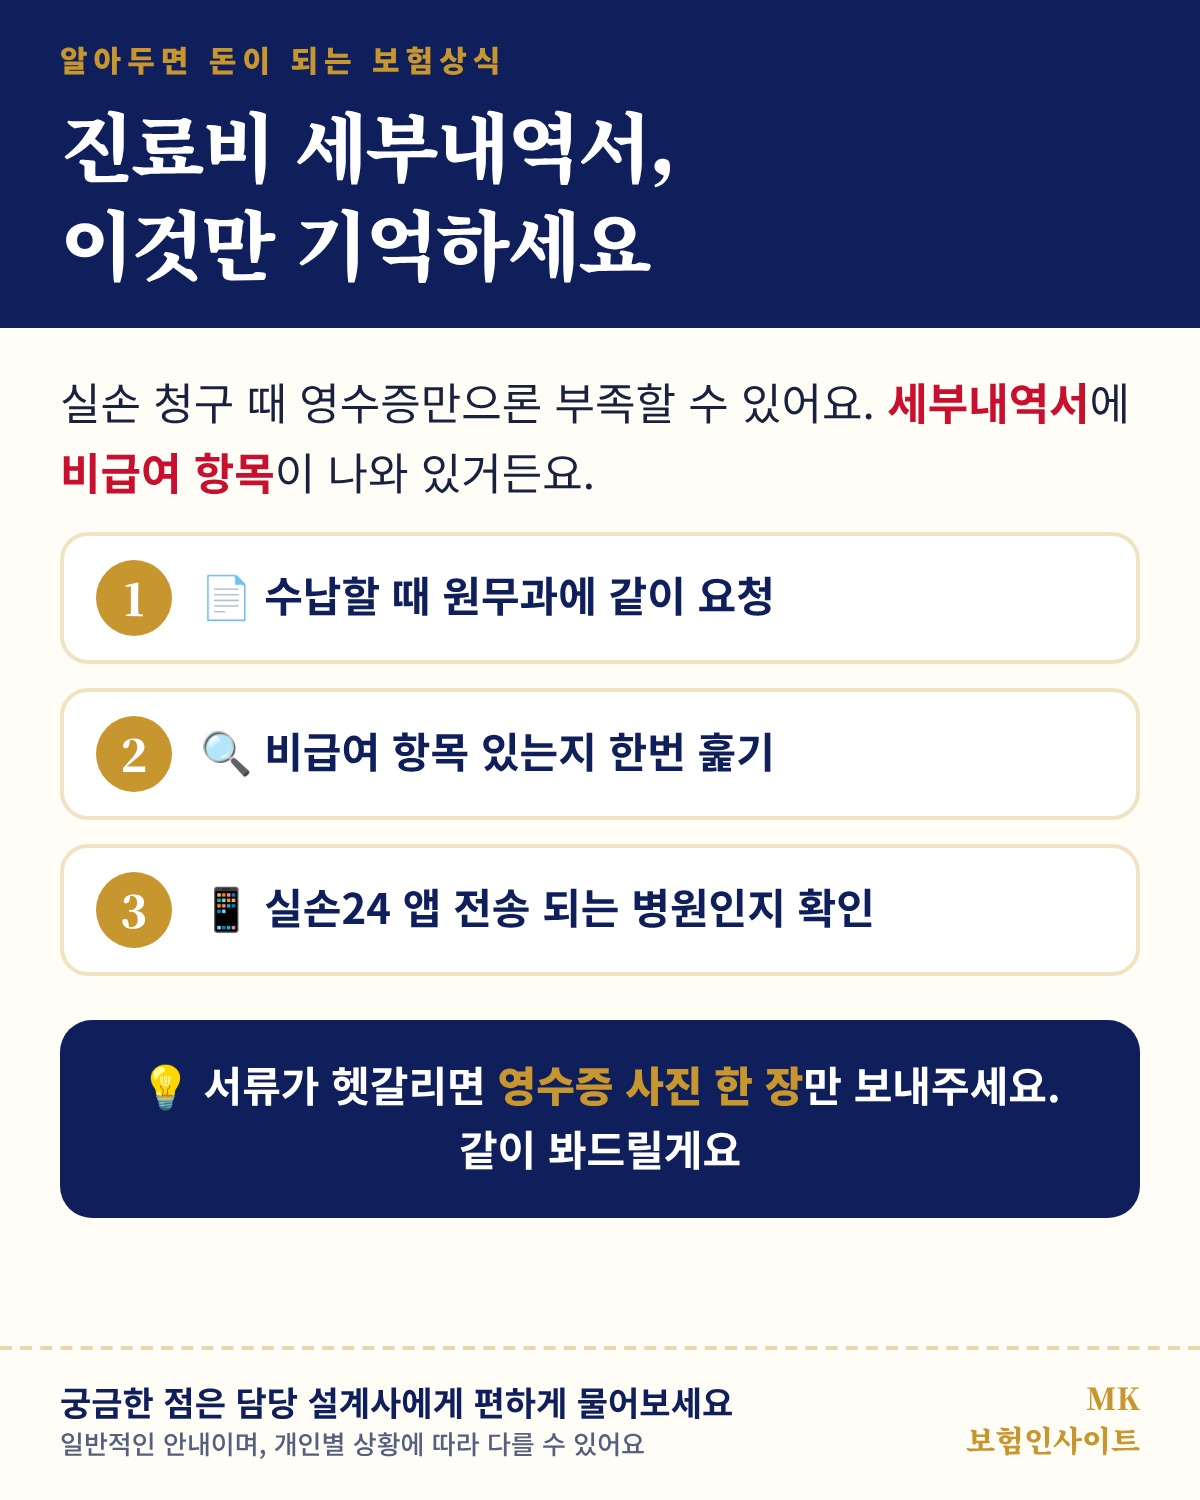 알아두면 돈이 되는 보험상식
진료비 세부내역서,
이것만 기억하세요
실손 청구 때 영수증만으론 부족할 수 있어요. 세부내역서에
비급여 항목이 나와 있거든요.
1 📄 수납할 때 원무과에 같이 요청
2 🔍 비급여 항목 있는지 한번 훑기
3 📱 실손24 앱 전송 되는 병원인지 확인
💡 서류가 헷갈리면 영수증 사진 한 장만 보내주세요.
같이 봐드릴게요
궁금한 점은 담당 설계사에게 편하게 물어보세요
일반적인 안내이며, 개인별 상황에 따라 다를 수 있어요
MK
보험인사이트